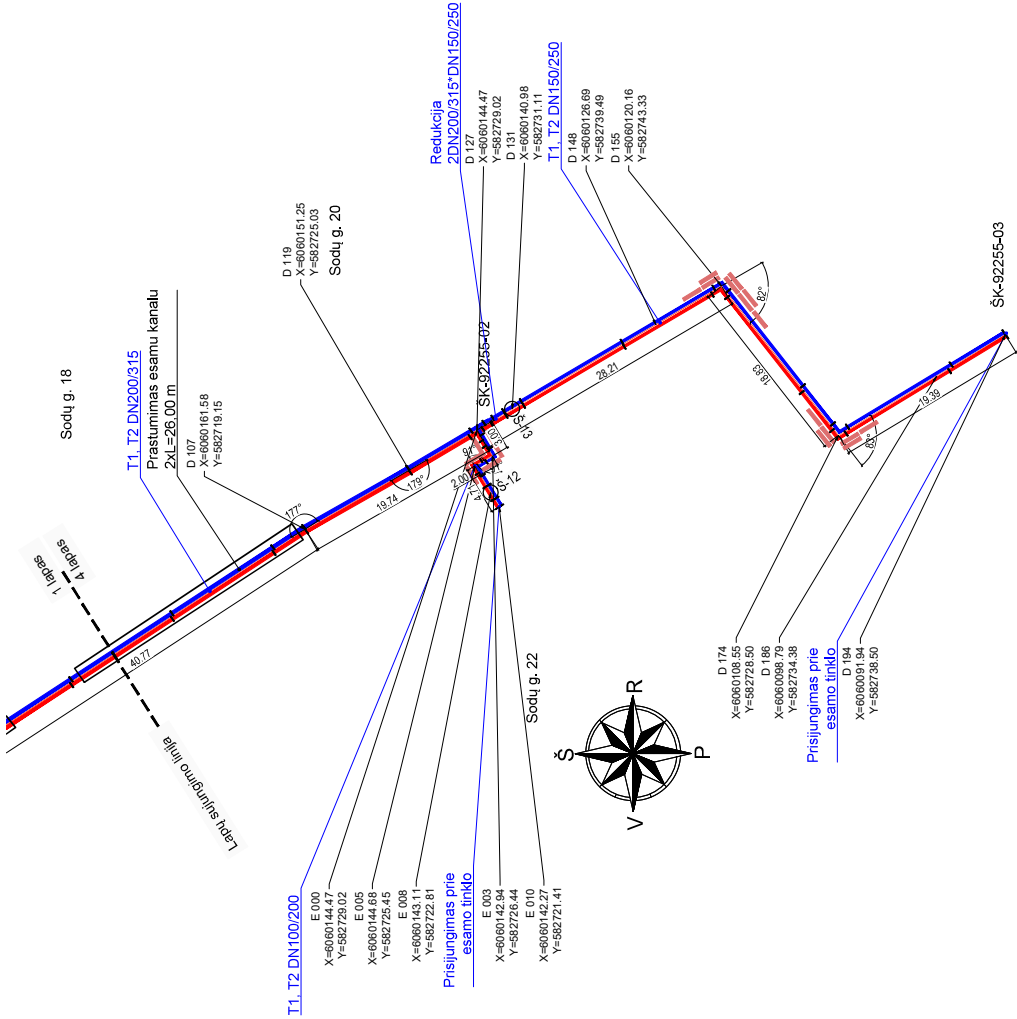 Sodų g. 18
1 lapas
4 lapas
Lapų sujungimo linija
T1, T2 DN200/315
Prastumimas esamu kanalu
2xL=26,00 m
D 107
X=6060161.58
Y=582719.15
D 119
X=6060151.25
Y=582725.03
Sodų g. 20
Redukcija
2DN200/315*DN150/250
D 127
X=6060144.47
Y=582729.02
D 131
X=6060140.98
Y=582731.11
T1, T2 DN150/250
D 148
X=6060126.69
Y=582739.49
D 155
X=6060120.16
Y=582743.33
40.77
177°
19.74
179°
ŠK-92255-02
Š-13
3.00
2.00
Š-12
28.21
82°
18.83
83°
19.39
ŠK-92255-03
T1, T2 DN100/200
E 000
X=6060144.47
Y=582729.02
E 005
X=6060144.68
Y=582725.45
E 008
X=6060143.11
Y=582722.81
Prisijungimas prie
esamo tinklo
E 003
X=6060142.94
Y=582726.44
E 010
X=6060142.27
Y=582721.41
Sodų g. 22
Š
R
P
V
D 174
X=6060108.55
Y=582728.50
D 186
X=6060098.79
Y=582734.38
Prisijungimas prie
esamo tinklo
D 194
X=6060091.94
Y=582738.50